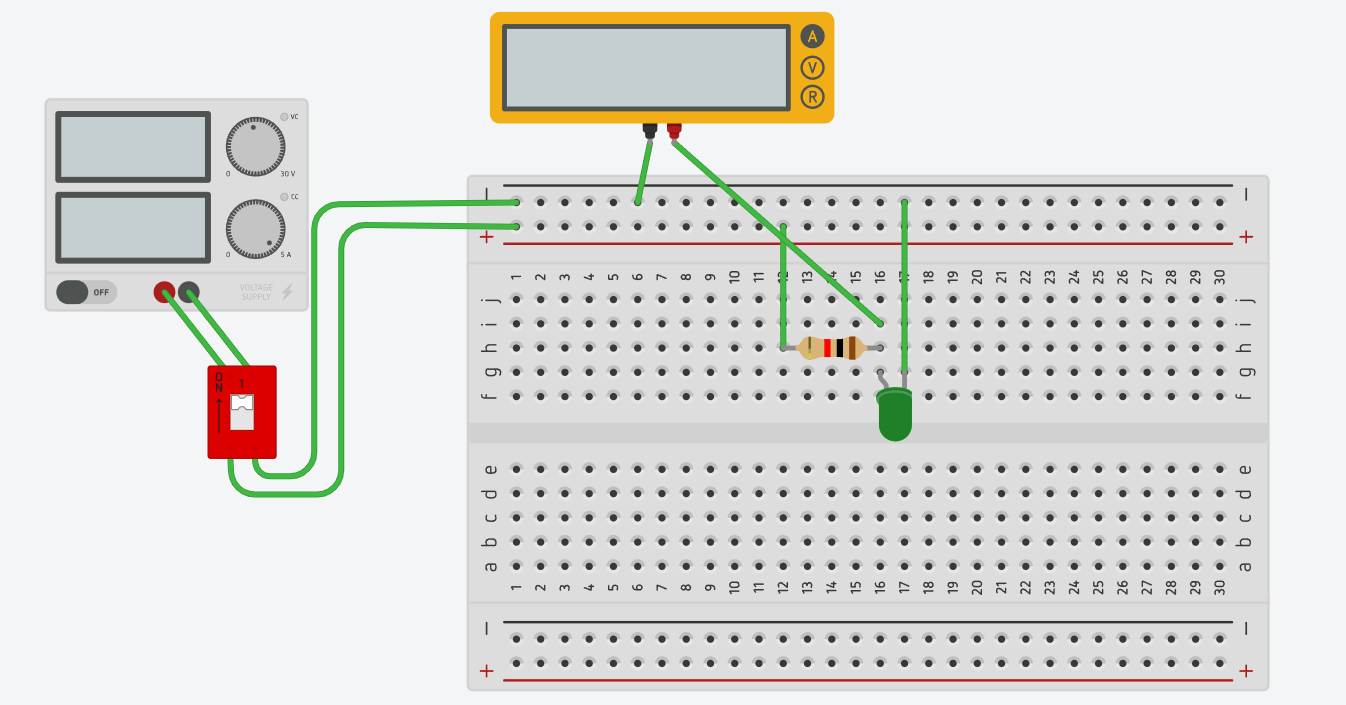 A
V
R
VC
0 30 V
CC
0 5 A
OFF
VOLTAGE
SUPPLY
ON
1
− −
+ +
1 2 3 4 5 6 7 8 9 10 11 12 13 14 15 16 17 18 19 20 21 22 23 24 25 26 27 28 29 30
j j
i i
h h
g g
f f
e e
d d
c c
b b
a a
1 2 3 4 5 6 7 8 9 10 11 12 13 14 15 16 17 18 19 20 21 22 23 24 25 26 27 28 29 30
− −
+ +